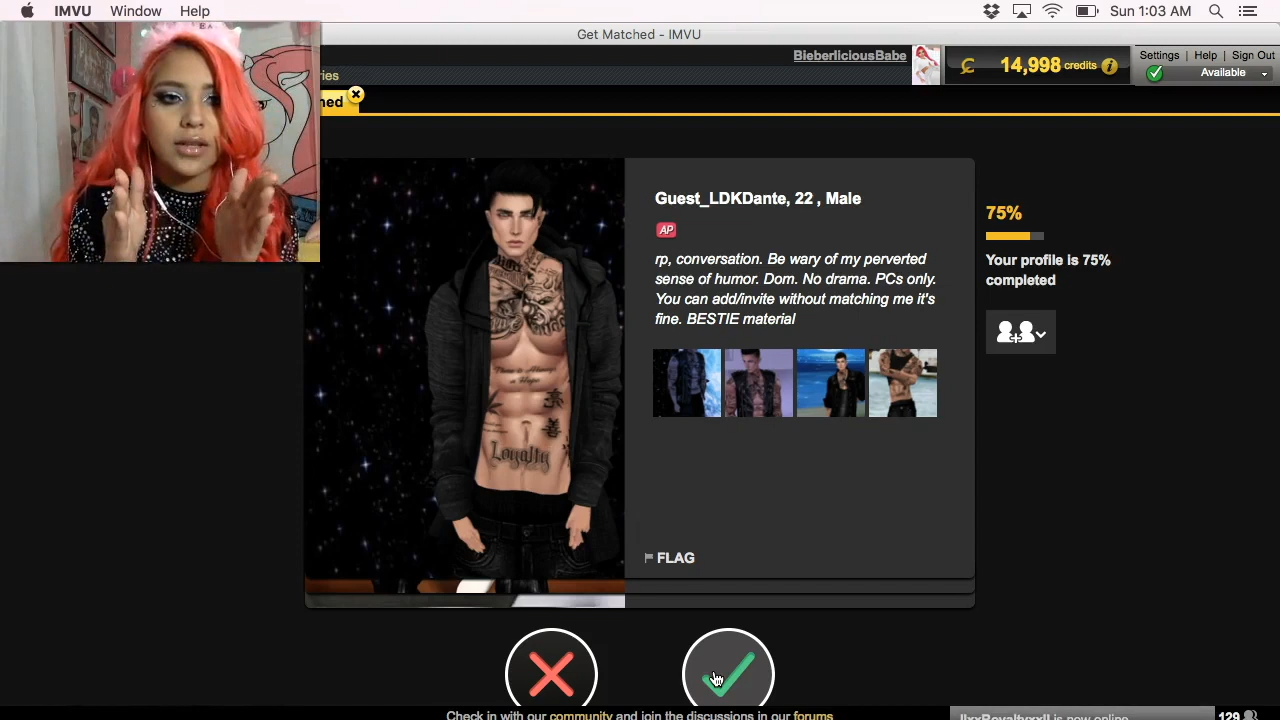 IMVU Window Help
Sun 1:03 AM
Get Matched - IMVU
BieberliciousBabe
14,998 credits
Settings | Help | Sign Out
Available
Guest_LDKDante, 22 , Male
AP
rp, conversation. Be wary of my perverted
sense of humor. Dom. No drama. PCs only.
You can add/invite without matching me it's
fine. BESTIE material
75%
Your profile is 75%
completed
Loyalty
FLAG
Check in with our community and join the discussions in our forums
is now online
129